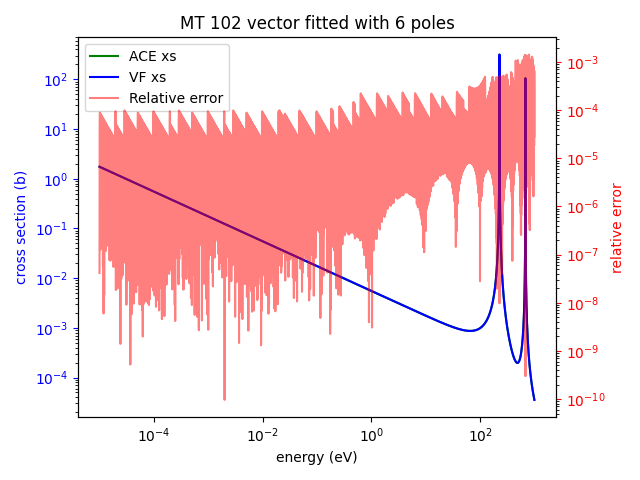 MT 102 vector fitted with 6 poles
ACE xs
VF xs
Relative error
cross section (b)
10^2
10^1
10^0
10^-1
10^-2
10^-3
10^-4
relative error
10^-3
10^-4
10^-5
10^-6
10^-7
10^-8
10^-9
10^-10
10^-4 10^-2 10^0 10^2
energy (eV)